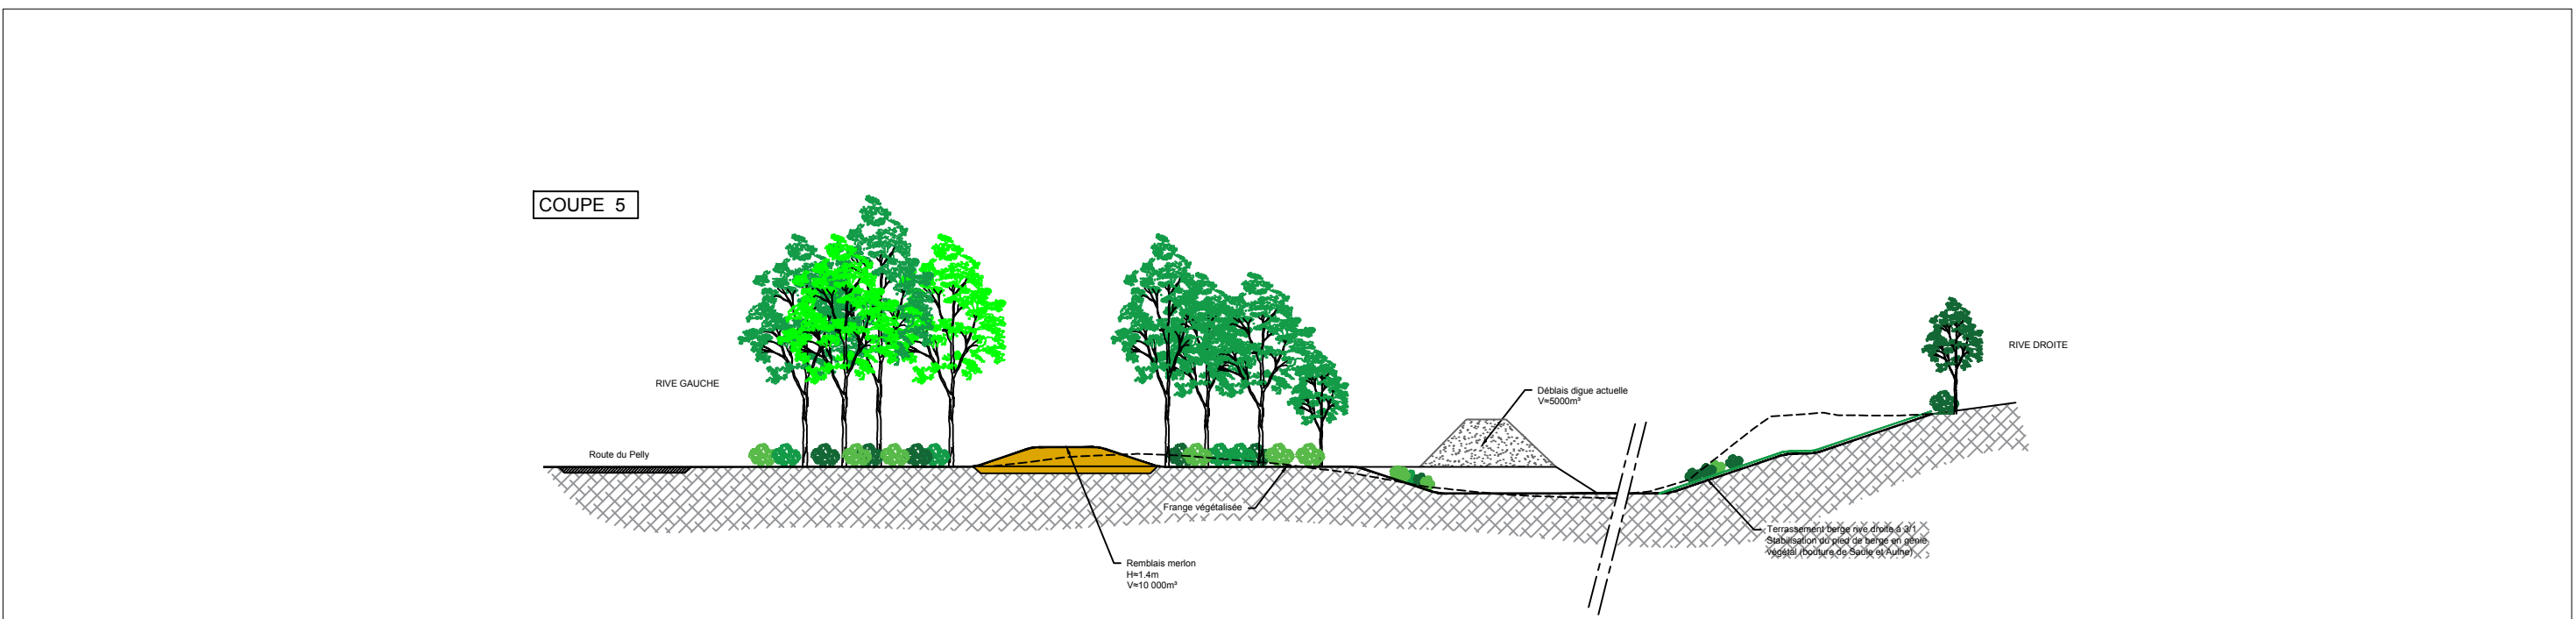 COUPE 5
RIVE DROITE
RIVE GAUCHE
Déblais digue actuelle
V≈5000m³
Route du Pelly
Frange végétalisée
Terrassement berge rive droite à 3/1
Stabilisation du pied de berge en génie
végétal (bouture de Saule et Aulne)
Remblais merlon
H≈1.4m
V≈10 000m³